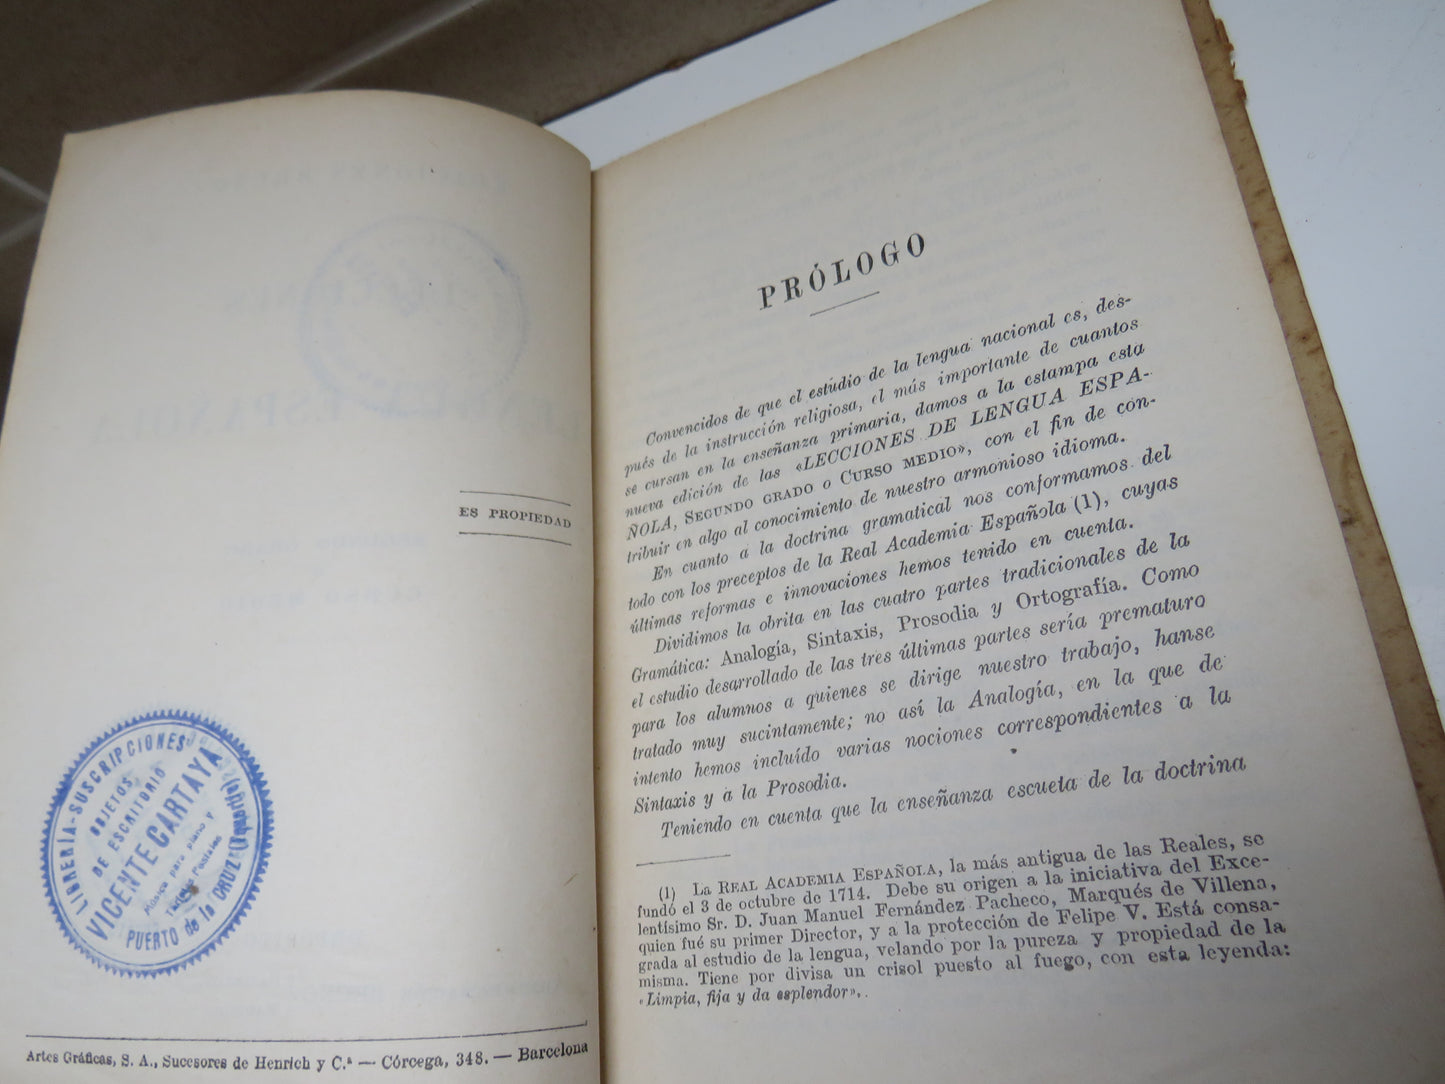 ES PROPIEDAD
LIBRERÍA-SUSCRIPCIONES
OBJETOS
DE ESCRITORIO
VICENTE CARTAYA
Música para piano y
Tarjetas Postales
PUERTO de la CRUZ
Artes Gráficas, S. A., Sucesores de Henrich y C.ª — Córcega, 348. — Barcelona
PRÓLOGO
Convencidos de que el estúdio de la lengua nacional es, des-
pués de la instrucción religiosa, el más importante de cuantos
se cursan en la enseñanza primaria, damos a la estampa esta
nueva edición de las «LECCIONES DE LENGUA ESPA-
ÑOLA, SEGUNDO GRADO O CURSO MEDIO», con el fin de con-
tribuir en algo al conocimiento de nuestro armonioso idioma.
En cuanto a la doctrina gramatical nos conformamos del
todo con los preceptos de la Real Academia Española (1), cuyas
últimas reformas e innovaciones hemos tenido en cuenta.
Dividimos la obrita en las cuatro partes tradicionales de la
Gramática: Analogía, Sintaxis, Prosodia y Ortografía. Como
el estudio desarrollado de las tres últimas partes sería prematuro
para los alumnos a quienes se dirige nuestro trabajo, hanse
tratado muy sucintamente; no así la Analogía, en la que de
intento hemos incluído varias nociones correspondientes a la
Sintaxis y a la Prosodia.
Teniendo en cuenta que la enseñanza escueta de la doctrina
(1) La REAL ACADEMIA ESPAÑOLA, la más antigua de las Reales, se
fundó el 3 de octubre de 1714. Debe su origen a la iniciativa del Exce-
lentísimo Sr. D. Juan Manuel Fernández Pacheco, Marqués de Villena,
quien fué su primer Director, y a la protección de Felipe V. Está consa-
grada al estudio de la lengua, velando por la pureza y propiedad de la
misma. Tiene por divisa un crisol puesto al fuego, con esta leyenda:
«Limpia, fija y da esplendor».